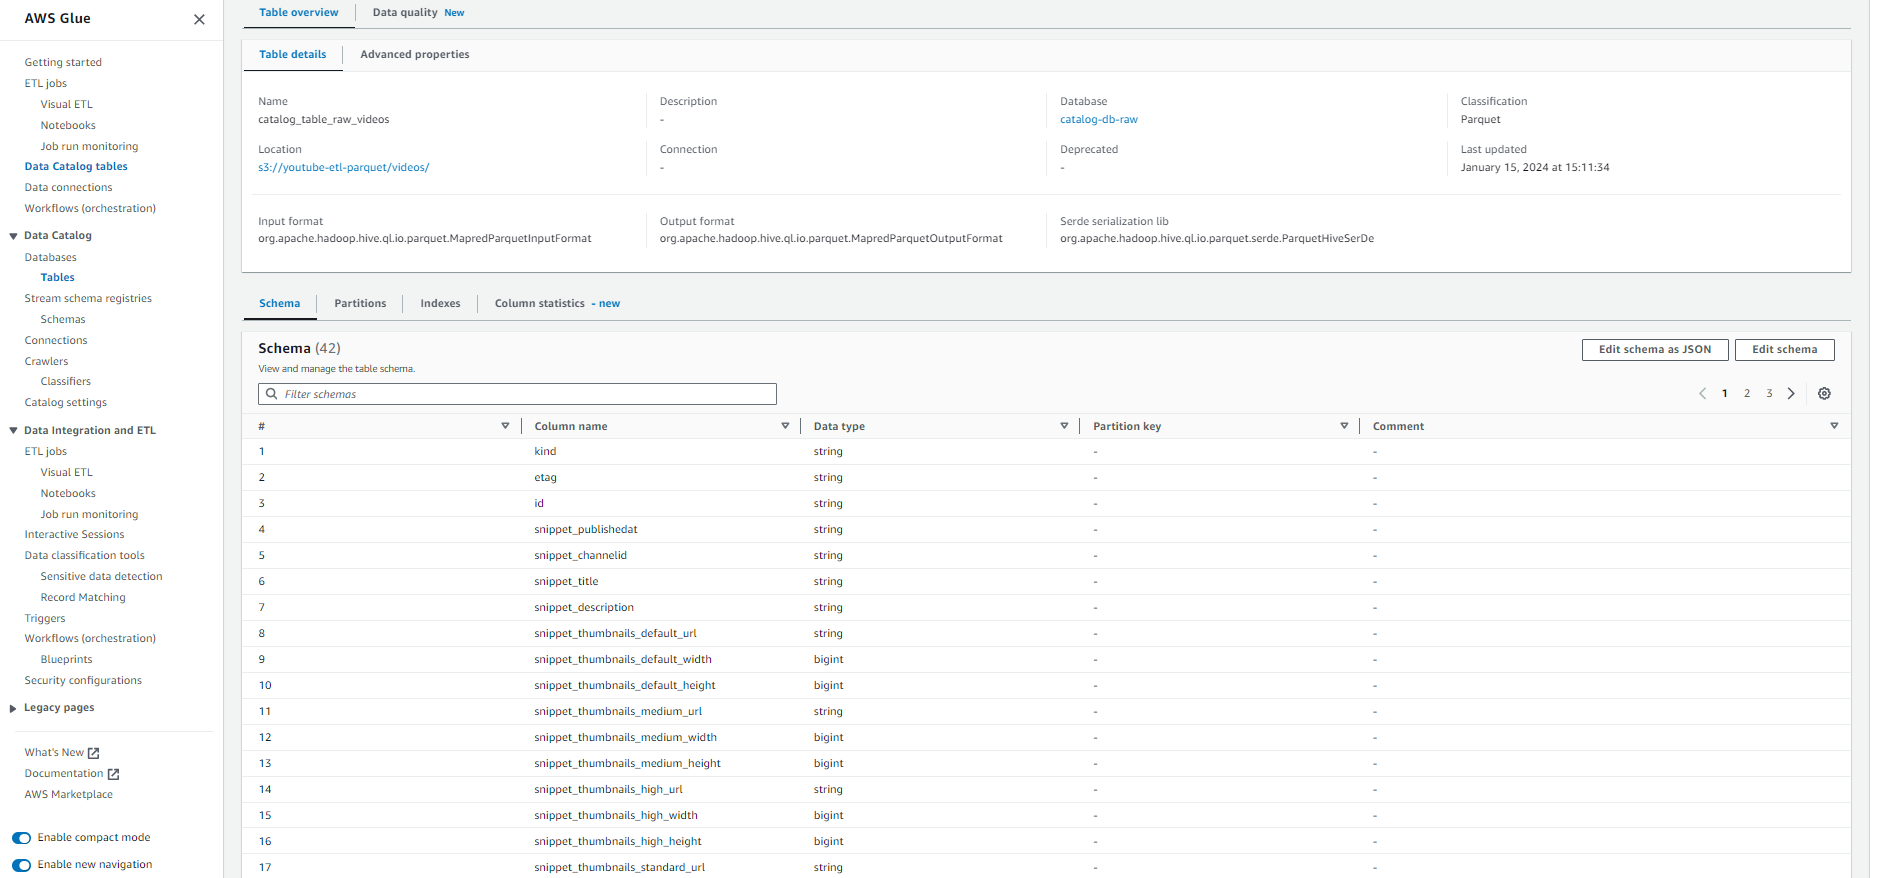 AWS Glue
Getting started
ETL jobs
Visual ETL
Notebooks
Job run monitoring
Data Catalog tables
Data connections
Workflows (orchestration)
Data Catalog
Databases
Tables
Stream schema registries
Schemas
Connections
Crawlers
Classifiers
Catalog settings
Data Integration and ETL
ETL jobs
Visual ETL
Notebooks
Job run monitoring
Interactive Sessions
Data classification tools
Sensitive data detection
Record Matching
Triggers
Workflows (orchestration)
Blueprints
Security configurations
Legacy pages
What's New
Documentation
AWS Marketplace
Enable compact mode
Enable new navigation
Table overview Data quality New
Table details Advanced properties
Name Description Database Classification
catalog_table_raw_videos - catalog-db-raw Parquet
Location Connection Deprecated Last updated
s3://youtube-etl-parquet/videos/ - - January 15, 2024 at 15:11:34
Input format Output format Serde serialization lib
org.apache.hadoop.hive.ql.io.parquet.MapredParquetInputFormat org.apache.hadoop.hive.ql.io.parquet.MapredParquetOutputFormat org.apache.hadoop.hive.ql.io.parquet.serde.ParquetHiveSerDe
Schema Partitions Indexes Column statistics - new
Schema (42) Edit schema as JSON Edit schema
View and manage the table schema.
Filter schemas 1 2 3
# Column name Data type Partition key Comment
1 kind string - -
2 etag string - -
3 id string - -
4 snippet_publishedat string - -
5 snippet_channelid string - -
6 snippet_title string - -
7 snippet_description string - -
8 snippet_thumbnails_default_url string - -
9 snippet_thumbnails_default_width bigint - -
10 snippet_thumbnails_default_height bigint - -
11 snippet_thumbnails_medium_url string - -
12 snippet_thumbnails_medium_width bigint - -
13 snippet_thumbnails_medium_height bigint - -
14 snippet_thumbnails_high_url string - -
15 snippet_thumbnails_high_width bigint - -
16 snippet_thumbnails_high_height bigint - -
17 snippet_thumbnails_standard_url string - -